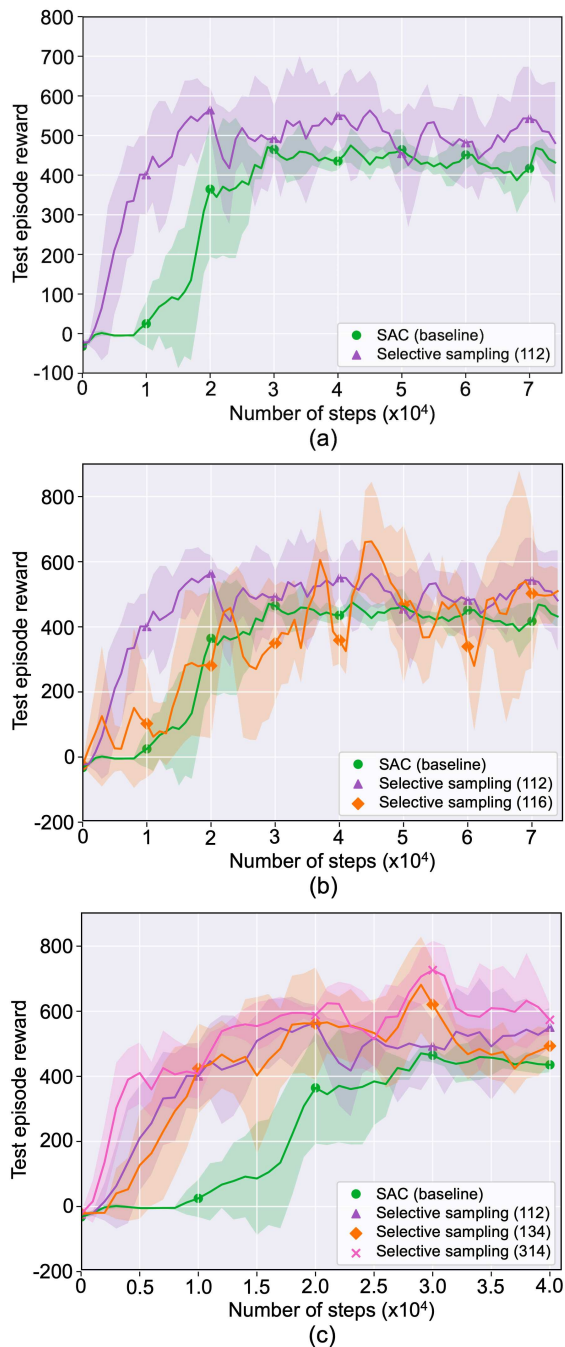 800
700
600
500
400
300
200
100
0
-100
Test episode reward
SAC (baseline)
Selective sampling (112)
0 1 2 3 4 5 6 7
Number of steps (x10⁴)
(a)
800
600
400
200
0
-200
Test episode reward
SAC (baseline)
Selective sampling (112)
Selective sampling (116)
0 1 2 3 4 5 6 7
Number of steps (x10⁴)
(b)
800
600
400
200
0
-200
Test episode reward
SAC (baseline)
Selective sampling (112)
Selective sampling (134)
Selective sampling (314)
0 0.5 1.0 1.5 2.0 2.5 3.0 3.5 4.0
Number of steps (x10⁴)
(c)